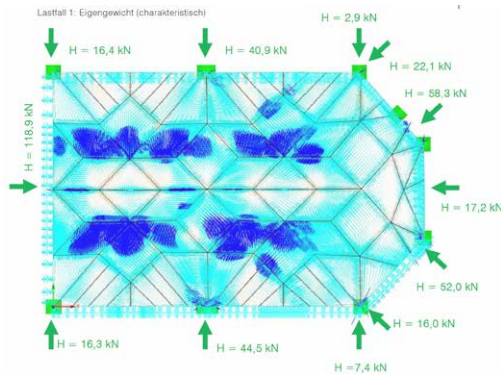 Lastfall 1: Eigengewicht (charakteristisch)
H = 2,9 kN
H = 16,4 kN
H = 40,9 kN
H = 22,1 kN
H = 58,3 kN
H = 118,9 kN
H = 17,2 kN
H = 52,0 kN
H = 16,0 kN
H = 16,3 kN
H = 44,5 kN
H =7,4 kN